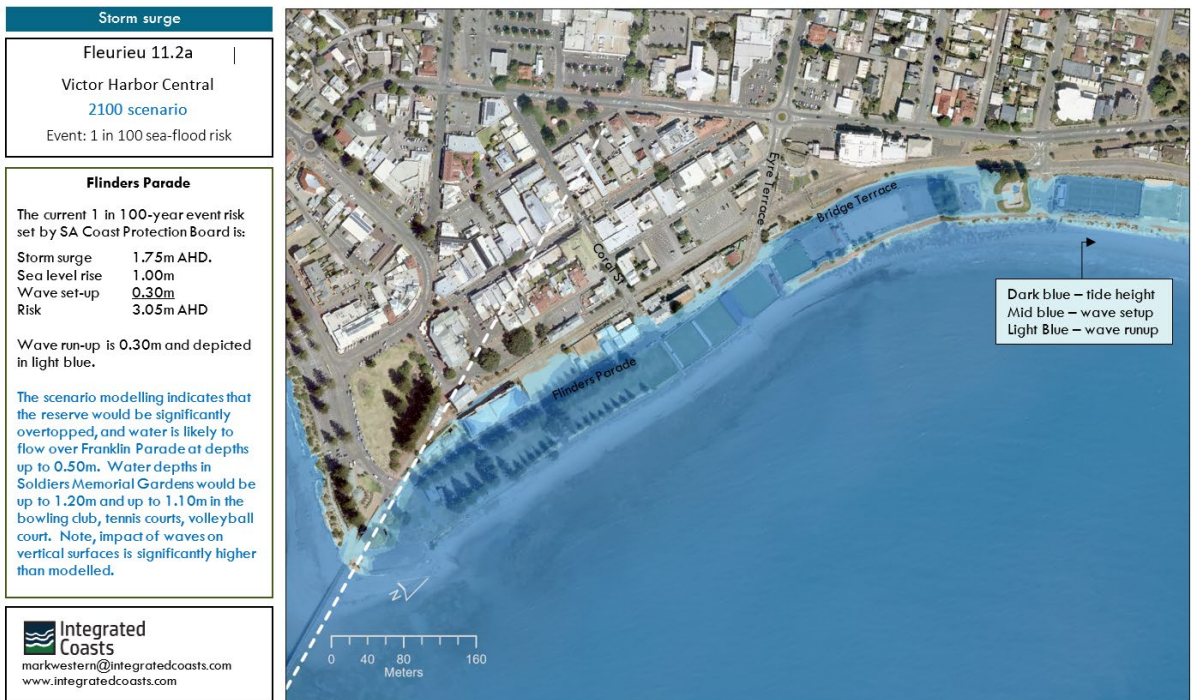 Storm surge
Fleurieu 11.2a
Victor Harbor Central
2100 scenario
Event: 1 in 100 sea-flood risk
Flinders Parade
The current 1 in 100-year event risk
set by SA Coast Protection Board is:
Storm surge 1.75m AHD.
Sea level rise 1.00m
Wave set-up 0.30m
Risk 3.05m AHD
Wave run-up is 0.30m and depicted
in light blue.
The scenario modelling indicates that
the reserve would be significantly
overtopped, and water is likely to
flow over Franklin Parade at depths
up to 0.50m. Water depths in
Soldiers Memorial Gardens would be
up to 1.20m and up to 1.10m in the
bowling club, tennis courts, volleyball
court. Note, impact of waves on
vertical surfaces is significantly higher
than modelled.
Integrated
Coasts
markwestern@integratedcoasts.com
www.integratedcoasts.com
Eyre Terrace
Bridge Terrace
Coral St
Flinders Parade
Dark blue – tide height
Mid blue – wave setup
Light Blue – wave runup
N
0 40 80 160
Meters